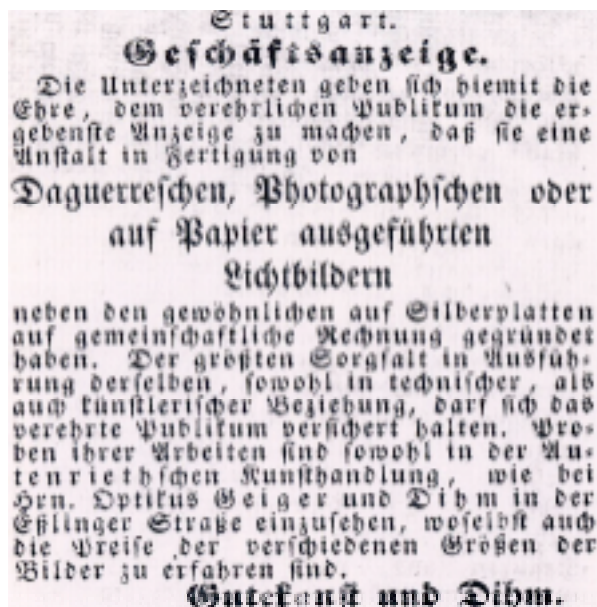 Stuttgart.
Geschäftsanzeige.
Die Unterzeichneten geben sich hiemit die
Ehre, dem verehrlichen Publikum die er-
gebenste Anzeige zu machen, daß sie eine
Anstalt in Fertigung von
Daguerreschen, Photographschen oder
auf Papier ausgeführten
Lichtbildern
neben den gewöhnlichen auf Silberplatten
auf gemeinschaftliche Rechnung gegründet
haben. Der größten Sorgfalt in Ausfüh-
rung derselben, sowohl in technischer, als
auch künstlerischer Beziehung, darf sich das
verehrte Publikum versichert halten. Pro-
ben ihrer Arbeiten sind sowohl in der Au-
tenriethschen Kunsthandlung, wie bei
Hrn. Optikus Geiger und Dihm in der
Eßlinger Straße einzusehen, woselbst auch
die Preise der verschiedenen Größen der
Bilder zu erfahren sind.
Gutekunst und Dihm.